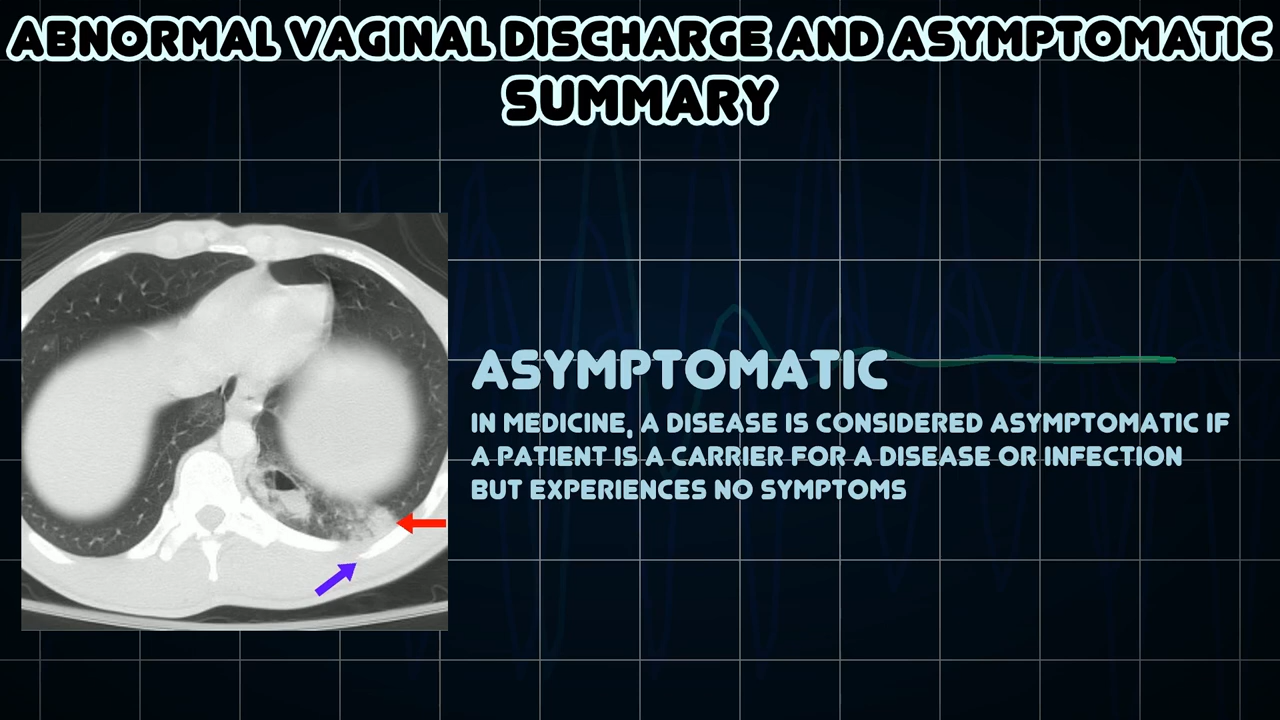 ABNORMAL VAGINAL DISCHARGE AND ASYMPTOMATIC
SUMMARY
ASYMPTOMATIC
IN MEDICINE, A DISEASE IS CONSIDERED ASYMPTOMATIC IF
A PATIENT IS A CARRIER FOR A DISEASE OR INFECTION
BUT EXPERIENCES NO SYMPTOMS